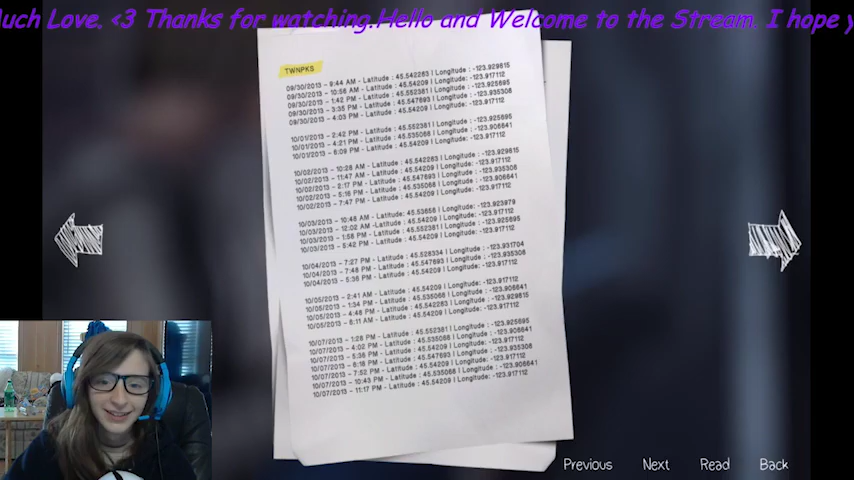 Much Love. <3 Thanks for watching.Hello and Welcome to the Stream. I hope y
TWNPKS
09/30/2013 - 9:44 AM - Latitude : 45.542283 | Longitude : -123.929815
09/30/2013 - 10:56 AM - Latitude : 45.54209 | Longitude : -123.917112
09/30/2013 - 1:42 PM - Latitude : 45.552381 | Longitude : -123.925695
09/30/2013 - 3:35 PM - Latitude : 45.547693 | Longitude : -123.935308
09/30/2013 - 4:03 PM - Latitude : 45.54209 | Longitude : -123.917112
10/01/2013 - 2:42 PM - Latitude : 45.552381 | Longitude : -123.925695
10/01/2013 - 4:21 PM - Latitude : 45.535068 | Longitude : -123.906641
10/01/2013 - 6:09 PM - Latitude : 45.54209 | Longitude : -123.917112
10/02/2013 - 10:28 AM - Latitude : 45.542283 | Longitude : -123.929815
10/02/2013 - 11:47 AM - Latitude : 45.54209 | Longitude : -123.917112
10/02/2013 - 2:17 PM - Latitude : 45.547693 | Longitude : -123.935308
10/02/2013 - 5:16 PM - Latitude : 45.535068 | Longitude : -123.906641
10/02/2013 - 7:47 PM - Latitude : 45.54209 | Longitude : -123.917112
10/03/2013 - 10:46 AM - Latitude: 45.53656 | Longitude: -123.923979
10/03/2013 - 12:02 AM -Latitude : 45.54209 | Longitude : -123.917112
10/03/2013 - 1:58 PM - Latitude : 45.552381 | Longitude : -123.925695
10/03/2013 - 5:42 PM - Latitude : 45.54209 | Longitude : -123.917112
10/04/2013 - 7:27 PM - Latitude : 45.528334 | Longitude : -123.931704
10/04/2013 - 7:48 PM - Latitude : 45.547693 | Longitude : -123.935308
10/04/2013 - 5:36 PM - Latitude : 45.54209 | Longitude : -123.917112
10/05/2013 - 2:41 AM - Latitude : 45.54209 | Longitude : -123.917112
10/05/2013 - 1:34 PM - Latitude : 45.535068 | Longitude : -123.906641
10/05/2013 - 4:48 PM - Latitude : 45.542283 | Longitude : -123.929815
10/05/2013 - 8:11 AM - Latitude : 45.54209 | Longitude : -123.917112
10/07/2013 - 1:28 PM - Latitude : 45.552381 | Longitude : -123.925695
10/07/2013 - 4:02 PM - Latitude : 45.535068 | Longitude : -123.906641
10/07/2013 - 5:38 PM - Latitude : 45.54209 | Longitude : -123.917112
10/07/2013 - 6:18 PM - Latitude : 45.547693 | Longitude : -123.935308
10/07/2013 - 7:52 PM - Latitude : 45.54209 | Longitude : -123.917112
10/07/2013 - 10:43 PM - Latitude : 45.535068 | Longitude : -123.906641
10/07/2013 - 11:17 PM - Latitude : 45.54209 | Longitude : -123.917112
Previous
Next
Read
Back